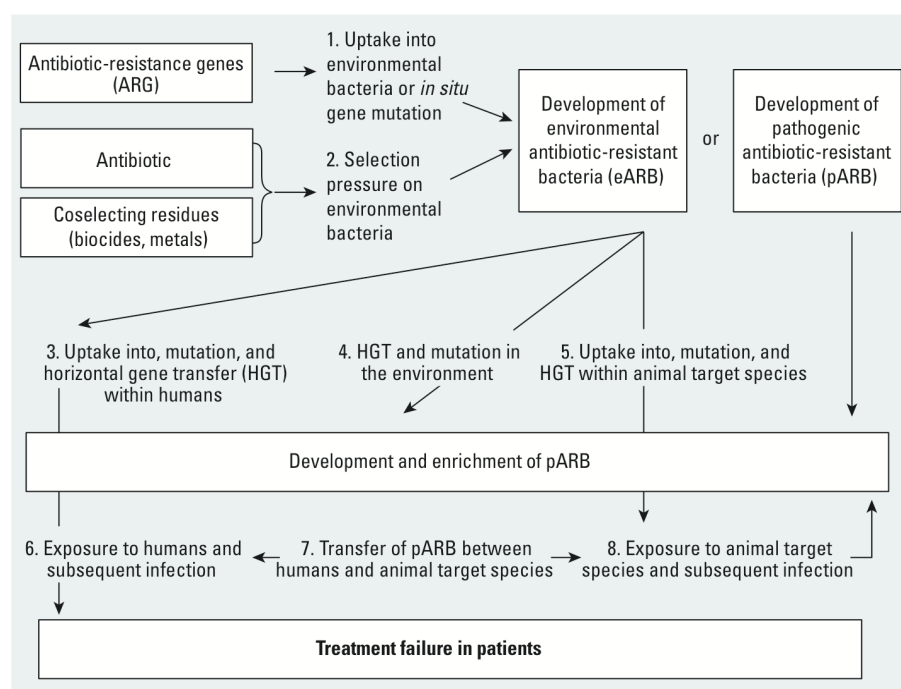 Antibiotic-resistance genes
(ARG)
1. Uptake into
environmental
bacteria or in situ
gene mutation
Antibiotic
Coselecting residues
(biocides, metals)
2. Selection
pressure on
environmental
bacteria
Development of
environmental
antibiotic-resistant
bacteria (eARB)
or
Development of
pathogenic
antibiotic-resistant
bacteria (pARB)
3. Uptake into, mutation, and
horizontal gene transfer (HGT)
within humans
4. HGT and mutation in
the environment
5. Uptake into, mutation, and
HGT within animal target species
Development and enrichment of pARB
6. Exposure to humans and
subsequent infection
7. Transfer of pARB between
humans and animal target species
8. Exposure to animal target
species and subsequent infection
Treatment failure in patients